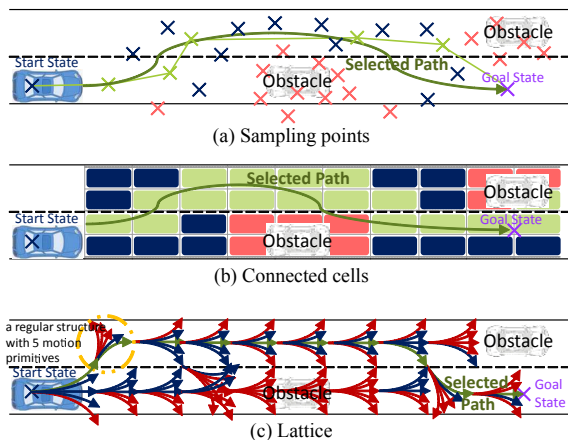 Obstacle
Start State
Selected Path
Goal State
Obstacle
(a) Sampling points
Selected Path
Obstacle
Start State
Goal State
Obstacle
(b) Connected cells
a regular structure
with 5 motion
primitives
Obstacle
Start State
Obstacle
Selected
Path
Goal
State
(c) Lattice